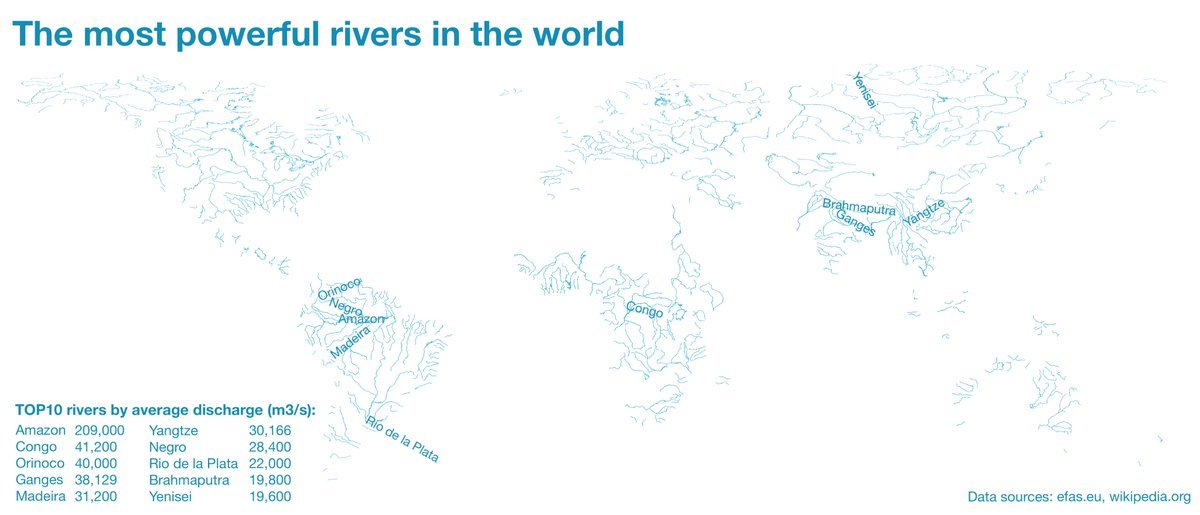 The most powerful rivers in the world
Yenisei
Brahmaputra
Ganges
Yangtze
Orinoco
Negro
Amazon
Madeira
Congo
Rio de la Plata
TOP10 rivers by average discharge (m3/s):
Amazon 209,000 Yangtze 30,166
Congo 41,200 Negro 28,400
Orinoco 40,000 Rio de la Plata 22,000
Ganges 38,129 Brahmaputra 19,800
Madeira 31,200 Yenisei 19,600
Data sources: efas.eu, wikipedia.org